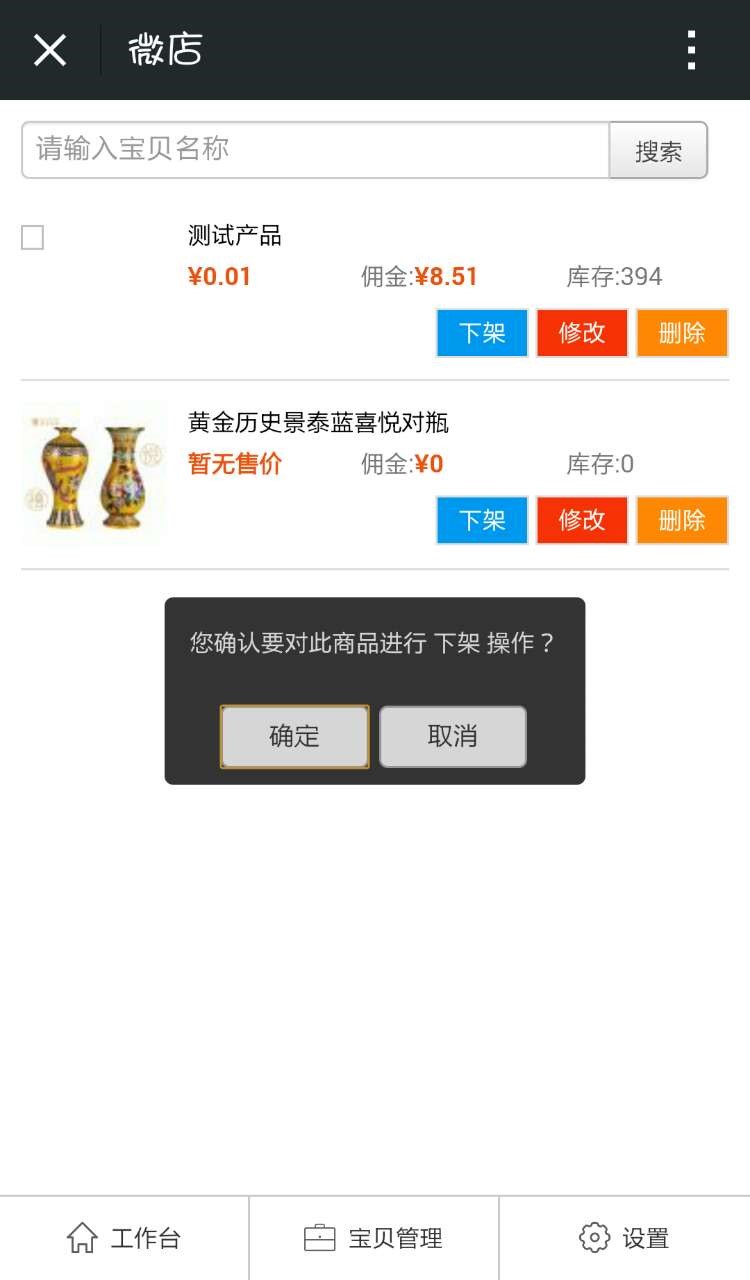 微店
请输入宝贝名称 搜索
测试产品
¥0.01 佣金:¥8.51 库存:394
下架 修改 删除
黄金历史景泰蓝喜悦对瓶
暂无售价 佣金:¥0 库存:0
下架 修改 删除
您确认要对此商品进行 下架 操作？
确定 取消
工作台 宝贝管理 设置